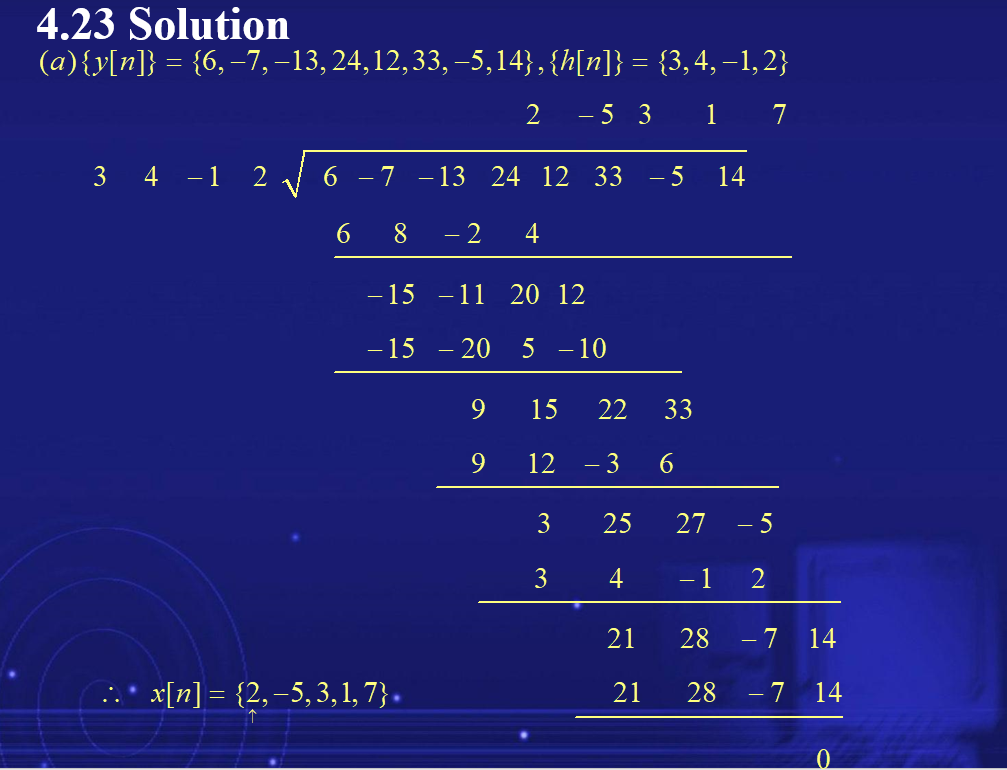 4.23 Solution
(a){y[n]} = {6, –7, –13, 24, 12, 33, –5, 14}, {h[n]} = {3, 4, –1, 2}
2 –5 3 1 7
3 4 –1 2 √ 6 –7 –13 24 12 33 –5 14
6 8 –2 4
–15 –11 20 12
–15 –20 5 –10
9 15 22 33
9 12 –3 6
3 25 27 –5
3 4 –1 2
21 28 –7 14
∴ x[n] = {2, –5, 3, 1, 7} 21 28 –7 14
↑
0